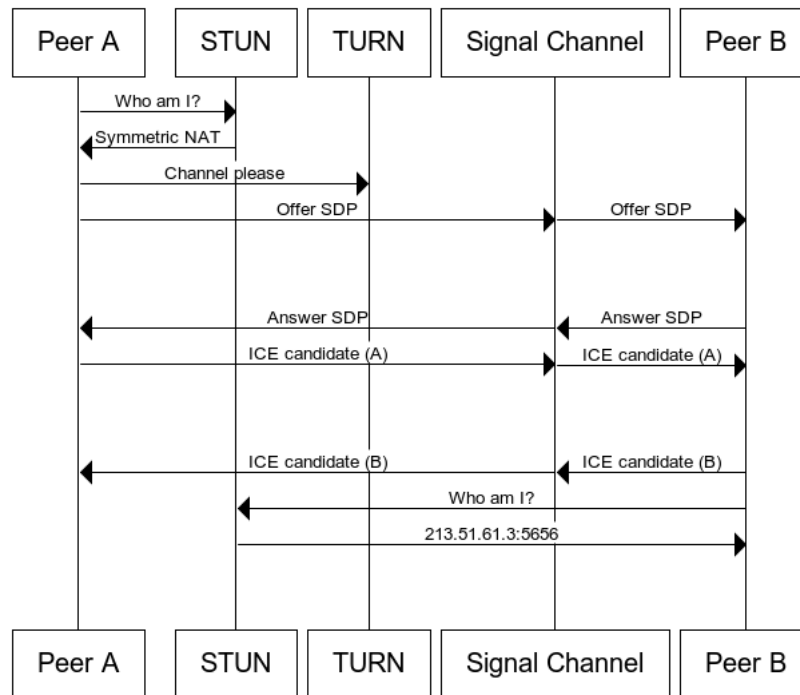 Peer A STUN TURN Signal Channel Peer B
Who am I?
Symmetric NAT
Channel please
Offer SDP Offer SDP
Answer SDP Answer SDP
ICE candidate (A) ICE candidate (A)
ICE candidate (B) ICE candidate (B)
Who am I?
213.51.61.3:5656
Peer A STUN TURN Signal Channel Peer B